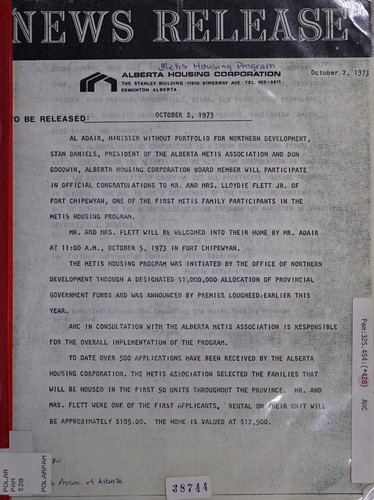 NEWS RELEASE
Metis Housing Program
ALBERTA HOUSING CORPORATION
THE STANLEY BUILDING 11810 KINGSWAY AVE TEL 452-3811
EDMONTON ALBERTA
October 2, 1973
TO BE RELEASED: OCTOBER 2, 1973
AL ADAIR, MINISTER WITHOUT PORTFOLIO FOR NORTHERN DEVELOPMENT,
STAN DANIELS, PRESIDENT OF THE ALBERTA METIS ASSOCIATION AND DON
GOODWIN, ALBERTA HOUSING CORPORATION BOARD MEMBER WILL PARTICIPATE
IN OFFICIAL CONGRATULATIONS TO MR. AND MRS. LLOYDIE FLETT JR. OF
FORT CHIPEWYAN, ONE OF THE FIRST METIS FAMILY PARTICIPANTS IN THE
METIS HOUSING PROGRAM.
MR. AND MRS. FLETT WILL BE WELCOMED INTO THEIR HOME BY MR. ADAIR
AT 11:00 A.M., OCTOBER 5, 1973 IN FORT CHIPEWYAN.
THE METIS HOUSING PROGRAM WAS INITIATED BY THE OFFICE OF NORTHERN
DEVELOPMENT THROUGH A DESIGNATED $1,000,000 ALLOCATION OF PROVINCIAL
GOVERNMENT FUNDS AND WAS ANNOUNCED BY PREMIER LOUGHEED EARLIER THIS
YEAR.
AHC IN CONSULTATION WITH THE ALBERTA METIS ASSOCIATION IS RESPONSIBLE
FOR THE OVERALL IMPLEMENTATION OF THE PROGRAM.
TO DATE OVER 500 APPLICATIONS HAVE BEEN RECEIVED BY THE ALBERTA
HOUSING CORPORATION. THE METIS ASSOCIATION SELECTED THE FAMILIES THAT
WILL BE HOUSED IN THE FIRST 50 UNITS THROUGHOUT THE PROVINCE. MR. AND
MRS. FLETT WERE ONE OF THE FIRST APPLICANTS. RENTAL ON THEIR UNIT WILL
BE APPROXIMATELY $105.00. THE HOME IS VALUED AT $12,900.
Assoc. of Alberta
38744
POLAR
PAM
528
POLARPAM
Pam:325.454:(*428)
AHC